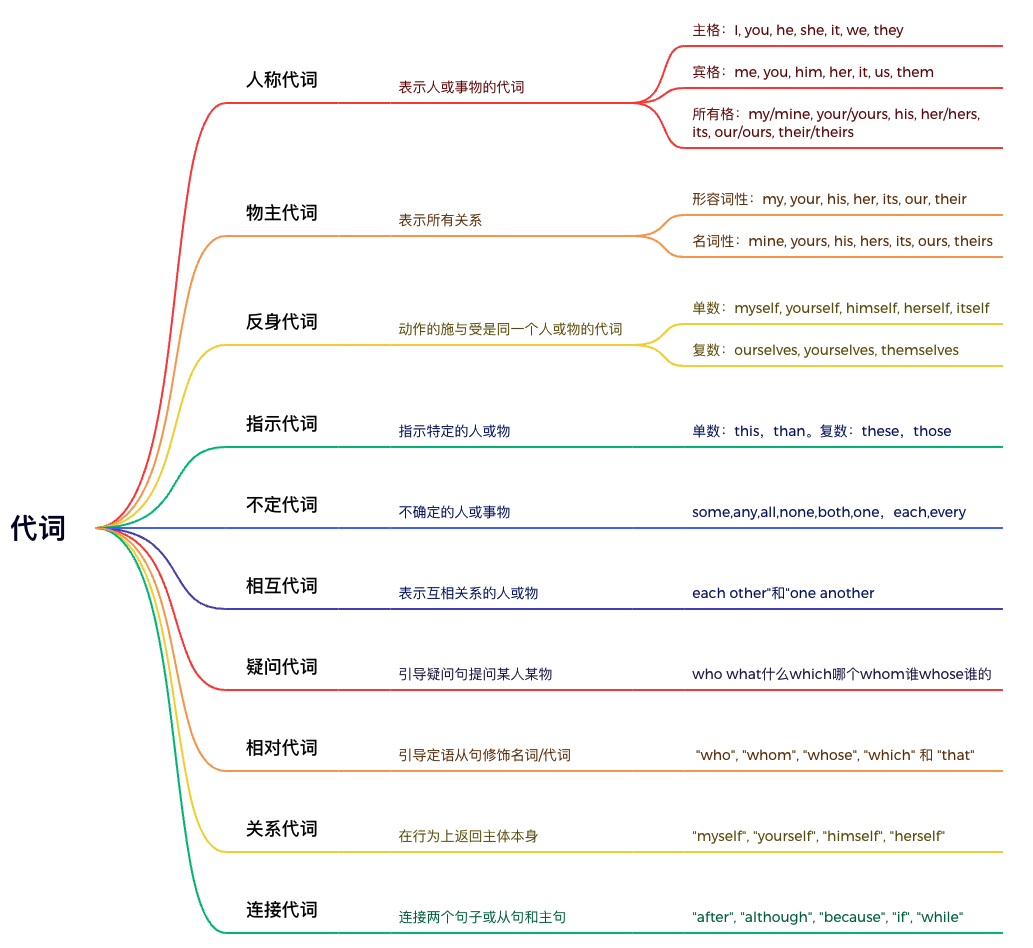 代词
人称代词
表示人或事物的代词
主格：I, you, he, she, it, we, they
宾格：me, you, him, her, it, us, them
所有格：my/mine, your/yours, his, her/hers,
its, our/ours, their/theirs
物主代词
表示所有关系
形容词性：my, your, his, her, its, our, their
名词性：mine, yours, his, hers, its, ours, theirs
反身代词
动作的施与受是同一个人或物的代词
单数：myself, yourself, himself, herself, itself
复数：ourselves, yourselves, themselves
指示代词
指示特定的人或物
单数：this，than。复数：these，those
不定代词
不确定的人或事物
some,any,all,none,both,one，each,every
相互代词
表示互相关系的人或物
each other"和"one another
疑问代词
引导疑问句提问某人某物
who what什么which哪个whom谁whose谁的
相对代词
引导定语从句修饰名词/代词
"who", "whom", "whose", "which" 和 "that"
关系代词
在行为上返回主体本身
"myself", "yourself", "himself", "herself"
连接代词
连接两个句子或从句和主句
"after", "although", "because", "if", "while"